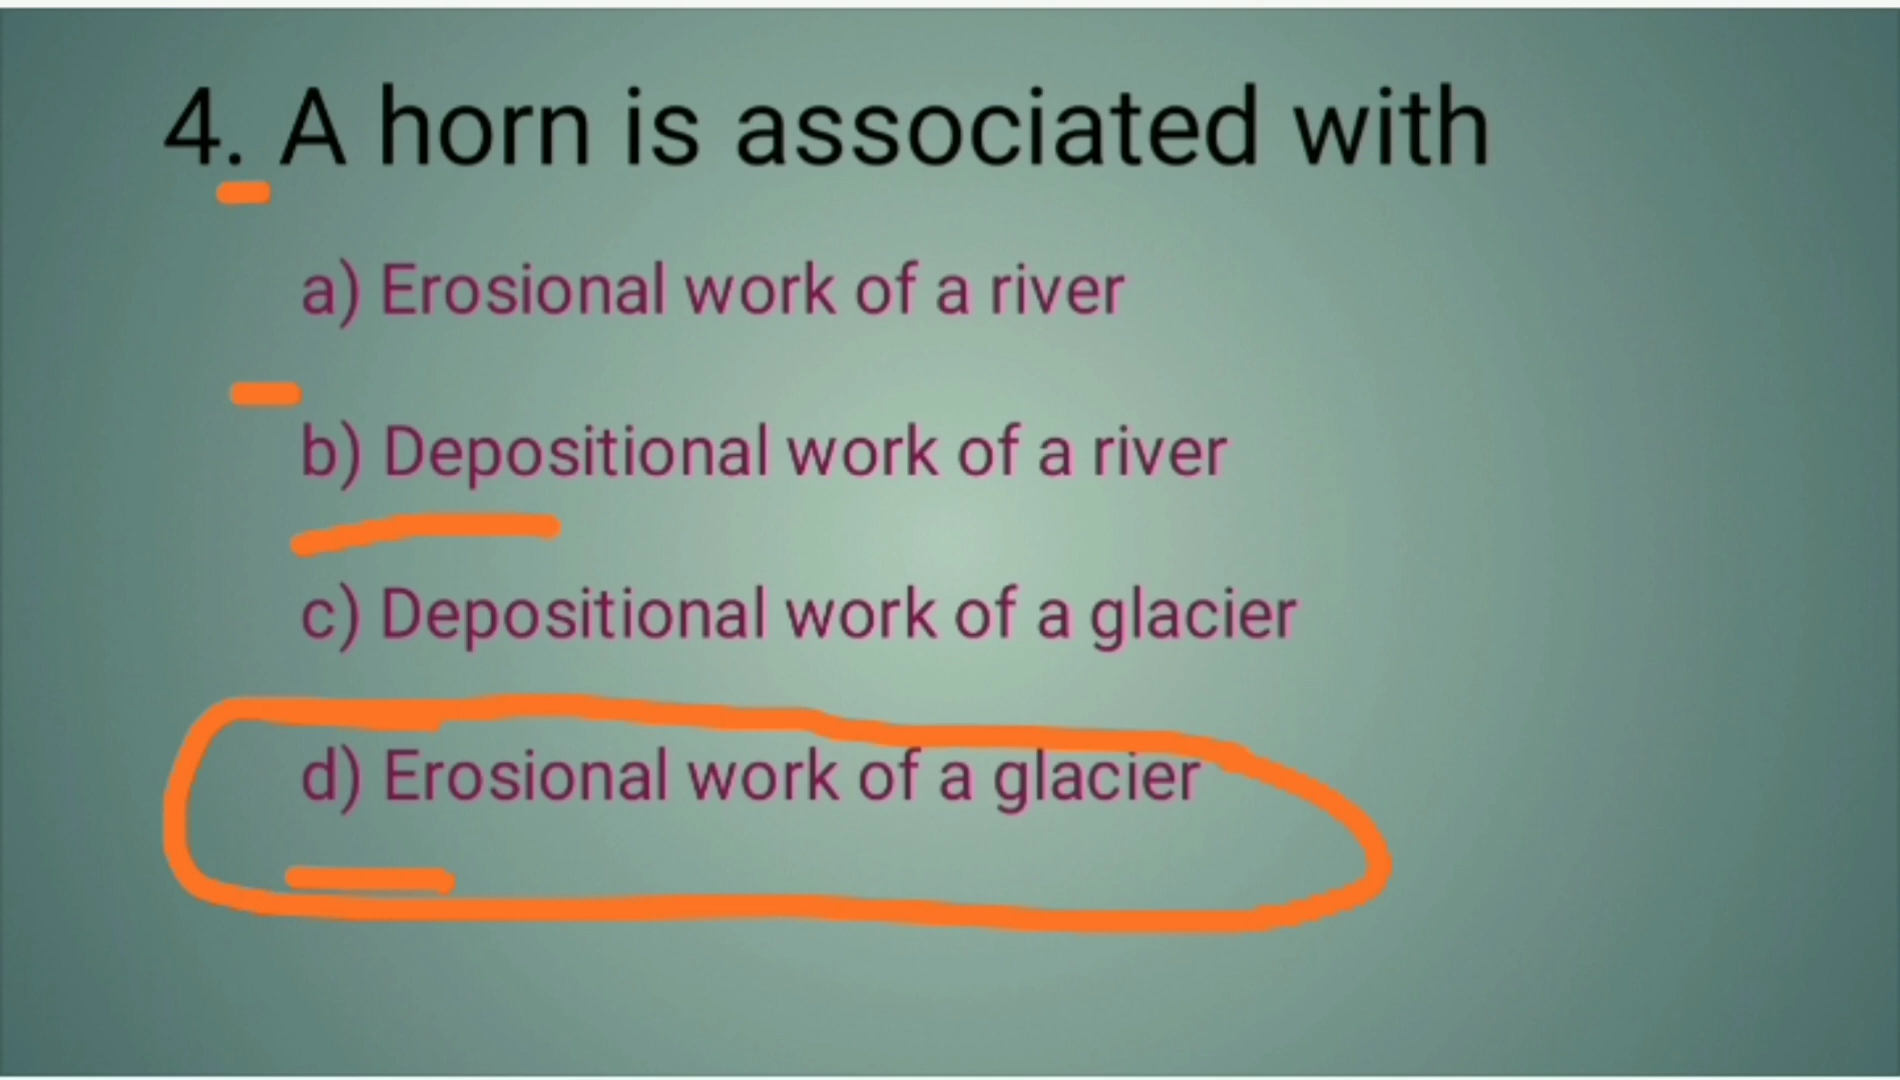 4. A horn is associated with
a) Erosional work of a river
b) Depositional work of a river
c) Depositional work of a glacier
d) Erosional work of a glacier